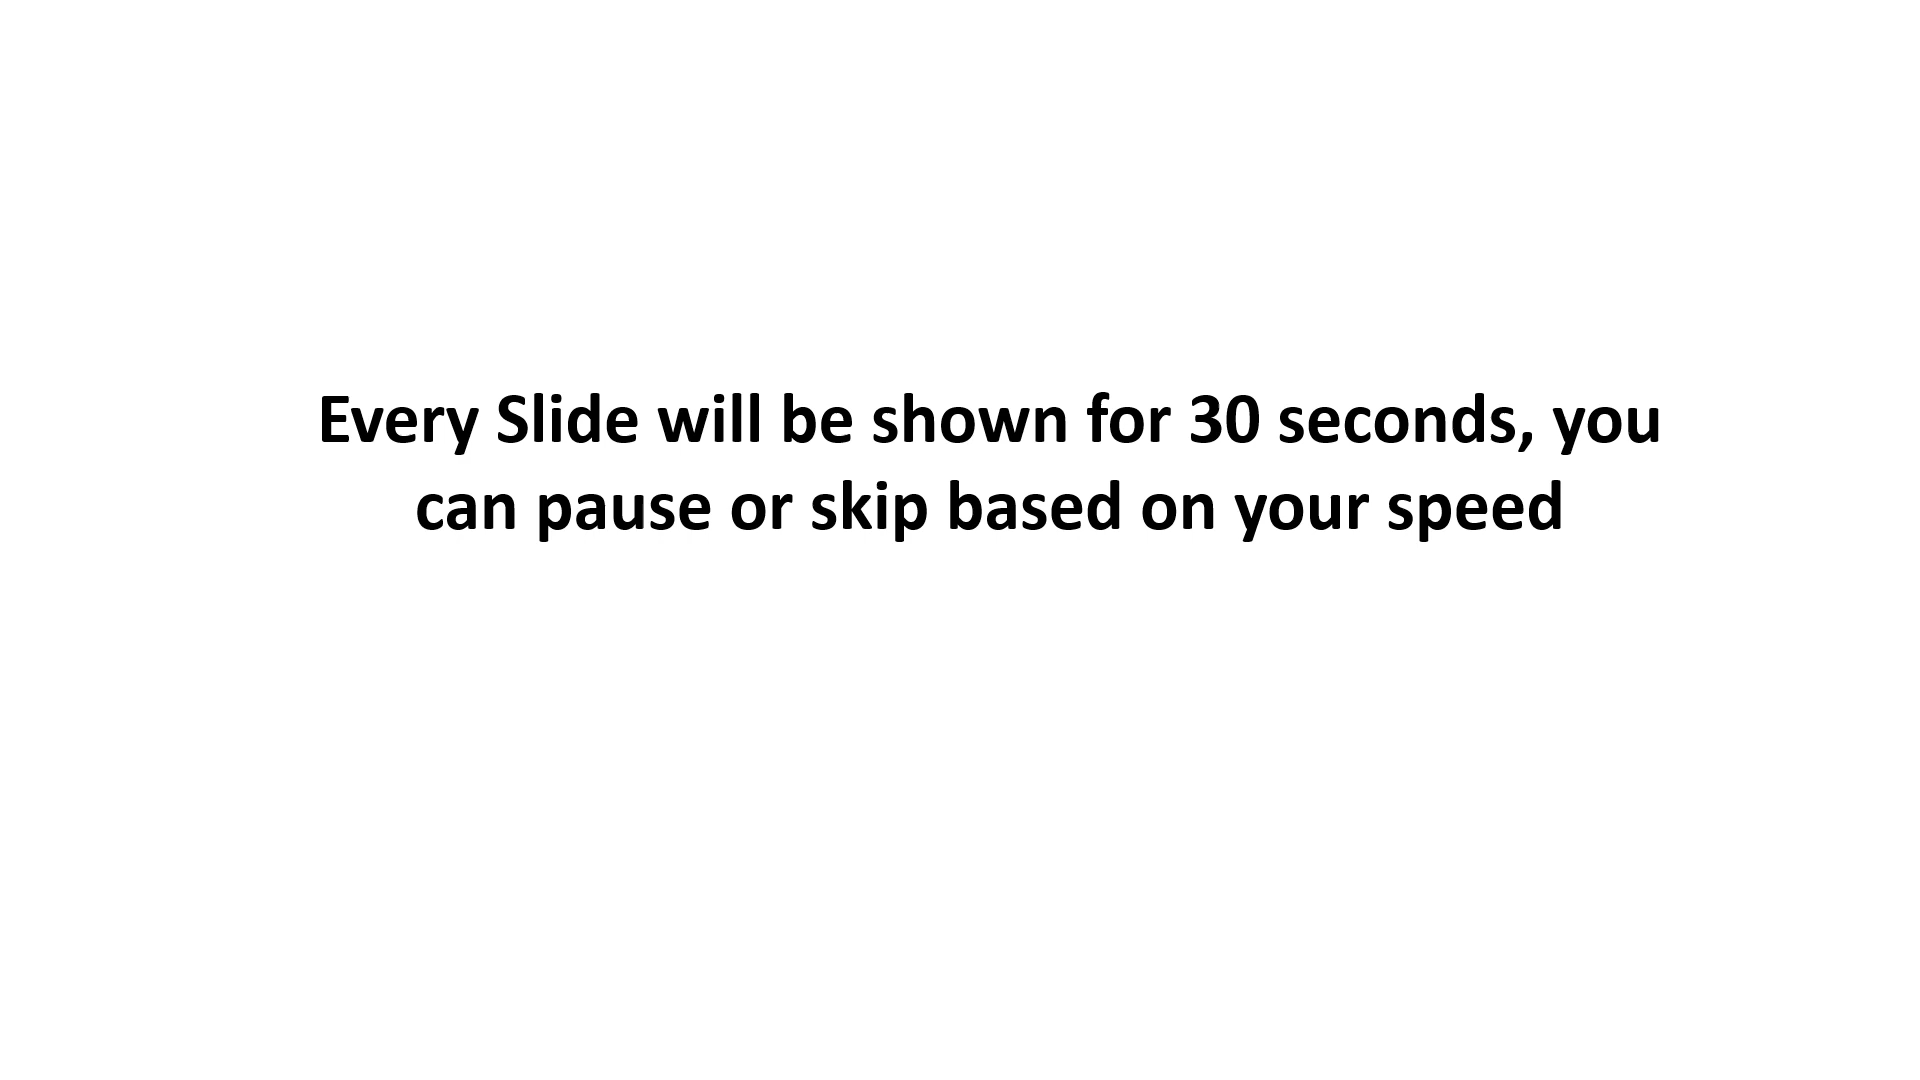 Every Slide will be shown for 30 seconds, you
can pause or skip based on your speed